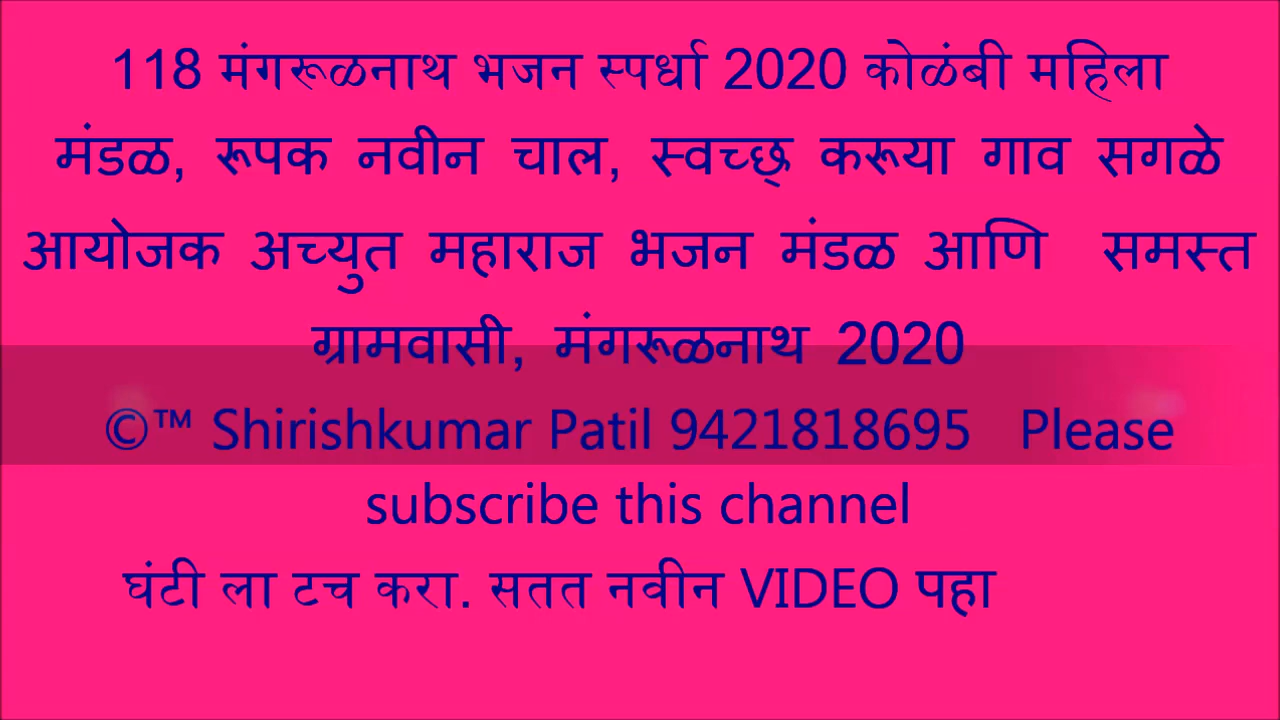 118 मंगरूळनाथ भजन स्पर्धा 2020 कोळंबी महिला
मंडळ, रूपक नवीन चाल, स्वच्छ् करूया गाव सगळे
आयोजक अच्युत महाराज भजन मंडळ आणि समस्त
ग्रामवासी, मंगरूळनाथ 2020
©™ Shirishkumar Patil 9421818695 Please
subscribe this channel
घंटी ला टच करा. सतत नवीन VIDEO पहा